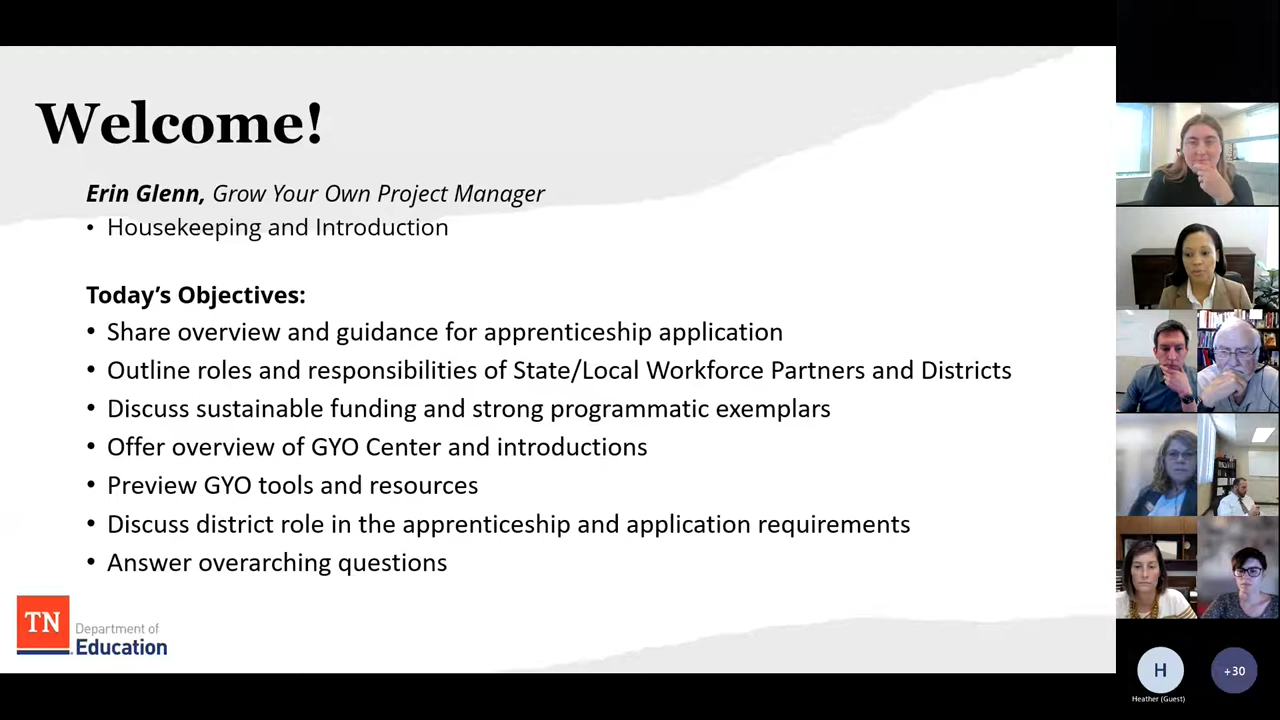 Welcome!
Erin Glenn, Grow Your Own Project Manager
• Housekeeping and Introduction
Today's Objectives:
• Share overview and guidance for apprenticeship application
• Outline roles and responsibilities of State/Local Workforce Partners and Districts
• Discuss sustainable funding and strong programmatic exemplars
• Offer overview of GYO Center and introductions
• Preview GYO tools and resources
• Discuss district role in the apprenticeship and application requirements
• Answer overarching questions
TN
Department of
Education
H
+30
Heather (Guest)